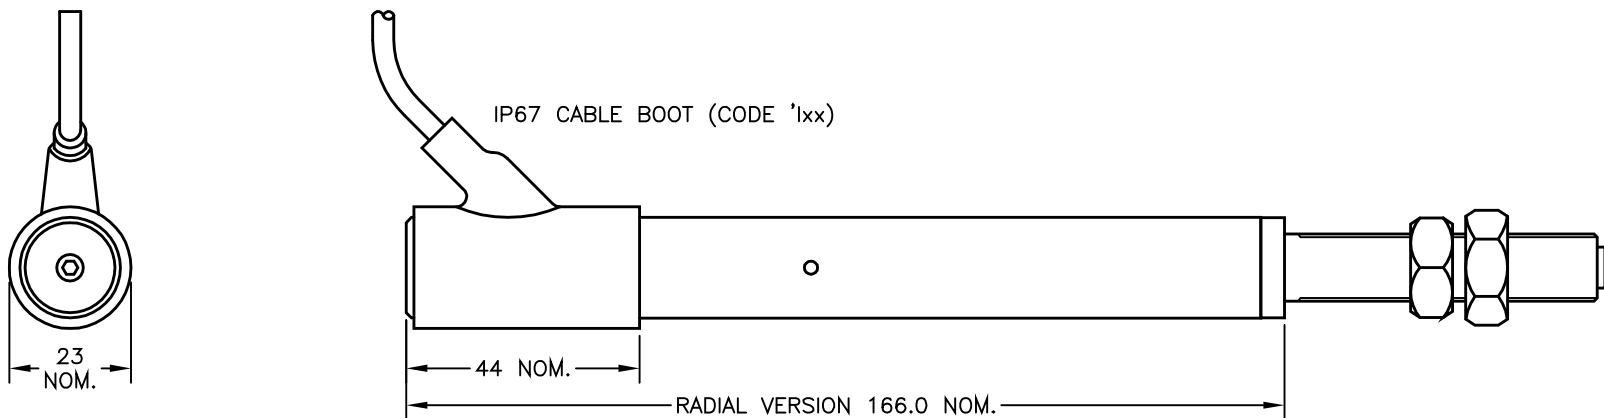 IP67 CABLE BOOT (CODE 'Ixx)
23
NOM.
44 NOM.
RADIAL VERSION 166.0 NOM.